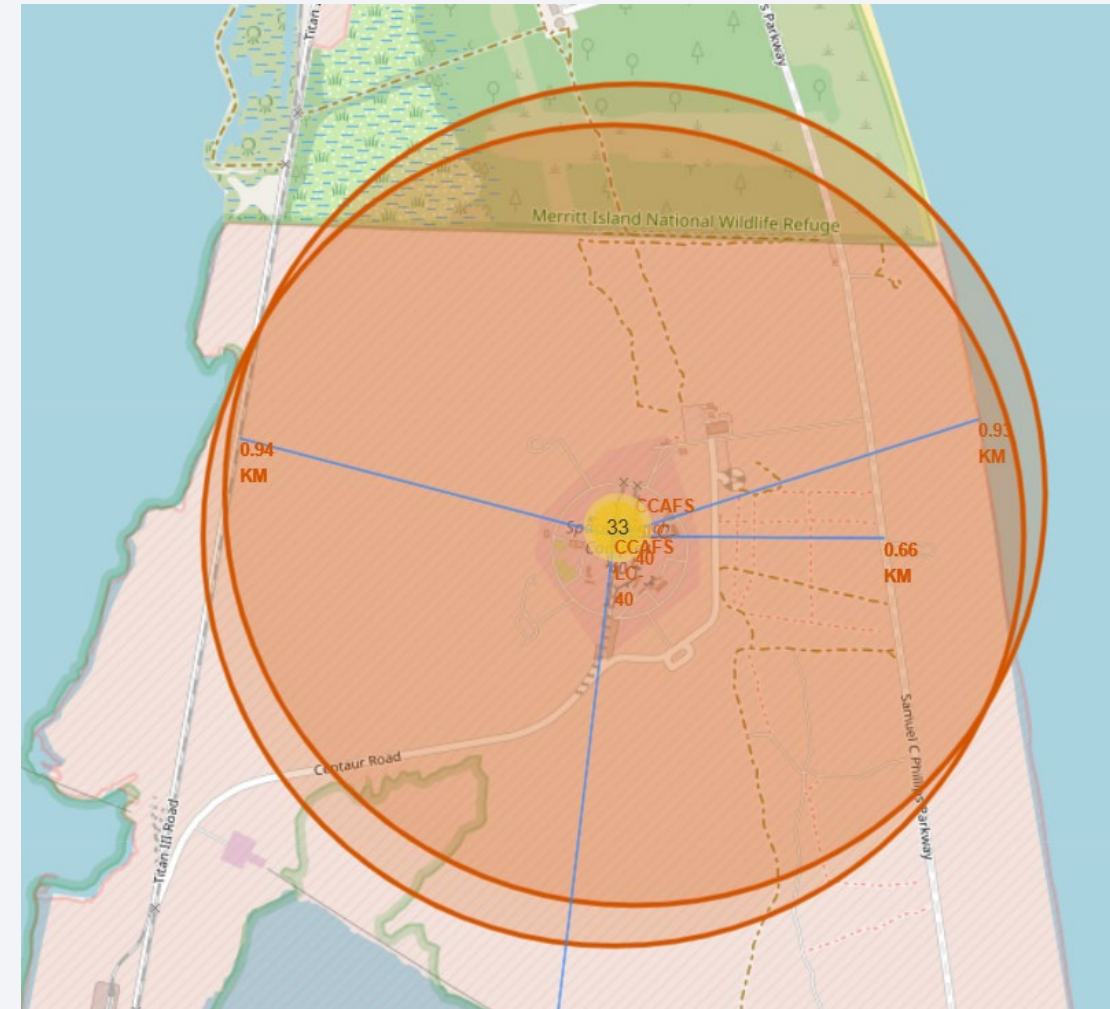 Titan
s Parkway
Merritt Island National Wildlife Refuge
0.93
KM
0.94
KM
CCAFS
33
CCAFS
40
LC-
40
0.66
KM
Samuel C Phillips Parkway
Centaur Road
Titan III Road